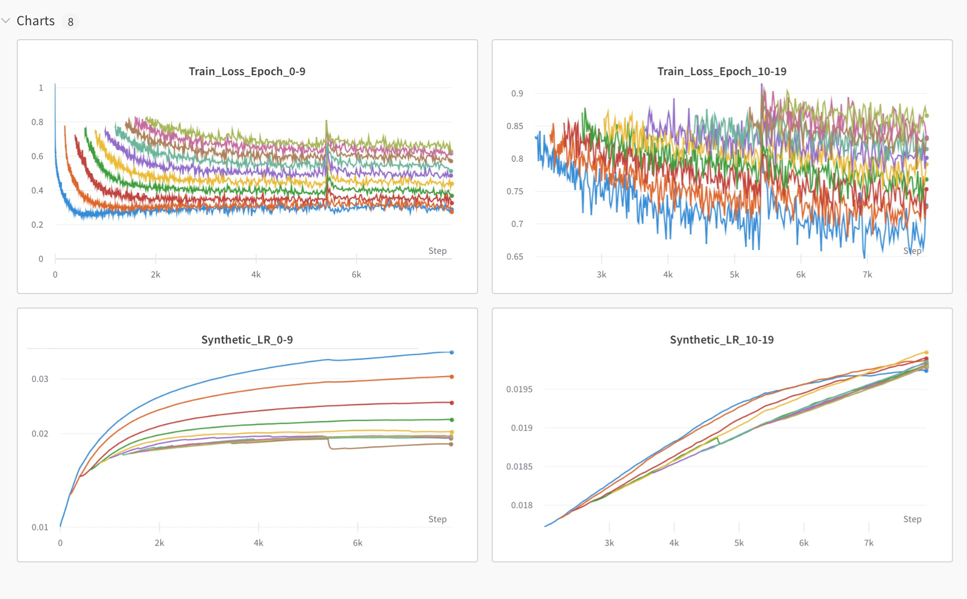 Charts 8
Train_Loss_Epoch_0-9
1
0.8
0.6
0.4
0.2
0
Step
0 2k 4k 6k
Train_Loss_Epoch_10-19
0.9
0.85
0.8
0.75
0.7
0.65
Step
3k 4k 5k 6k 7k
Synthetic_LR_0-9
0.03
0.02
0.01
Step
0 2k 4k 6k
Synthetic_LR_10-19
0.0195
0.019
0.0185
0.018
Step
3k 4k 5k 6k 7k